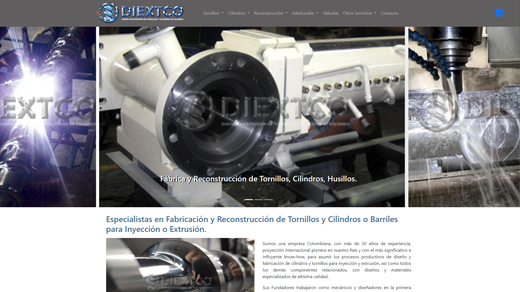 DIEXTCO
Tornillos Cilindros Reconstrucción Fabricación Válvulas Otros Servicios Contacto
DIEXTCO
DIEXTCO
DIEXTCO
Fábrica y Reconstrucción de Tornillos, Cilindros, Husillos.
Especialistas en Fabricación y Reconstrucción de Tornillos y Cilindros o Barriles
para Inyección o Extrusión.
Somos una empresa Colombiana, con más de 30 años de experiencia,
proyección internacional pionera en nuestro País y con el más significativo e
influyente know-how, para asumir los procesos productivos de diseño y
fabricación de cilindros y tornillos para inyección y extrusión, así como todos
los demás componentes relacionados, con diseños y materiales
especializados de altísima calidad.
Sus Fundadores trabajaron como mecánicos y diseñadores en la primera